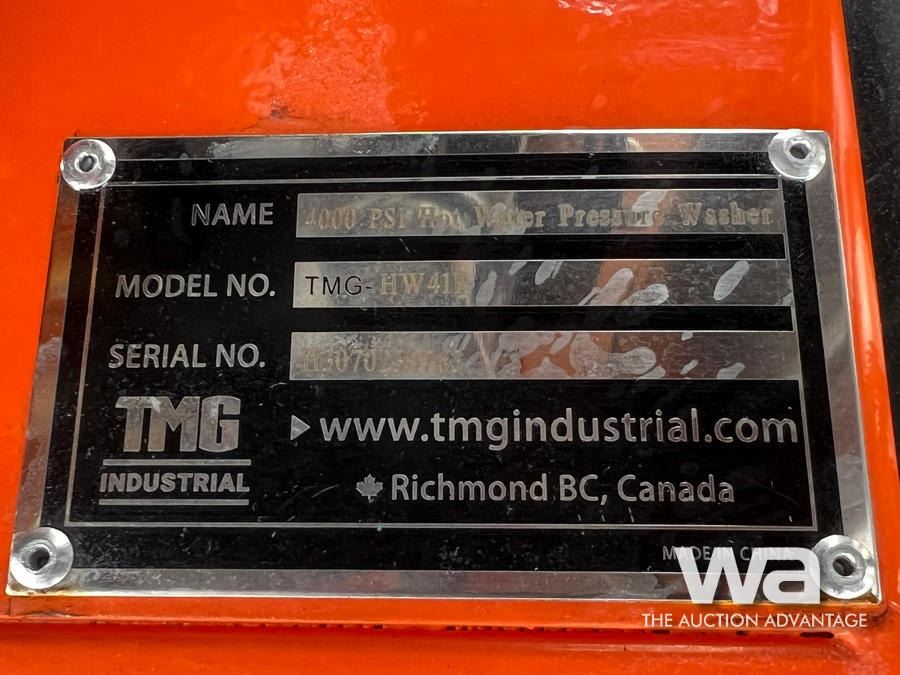 NAME 4000 PSI Hot Water Pressure Washer
MODEL NO. TMG-
SERIAL NO.
TMG
INDUSTRIAL
www.tmgindustrial.com
Richmond BC, Canada
MADE IN CHINA
wa
THE AUCTION ADVANTAGE